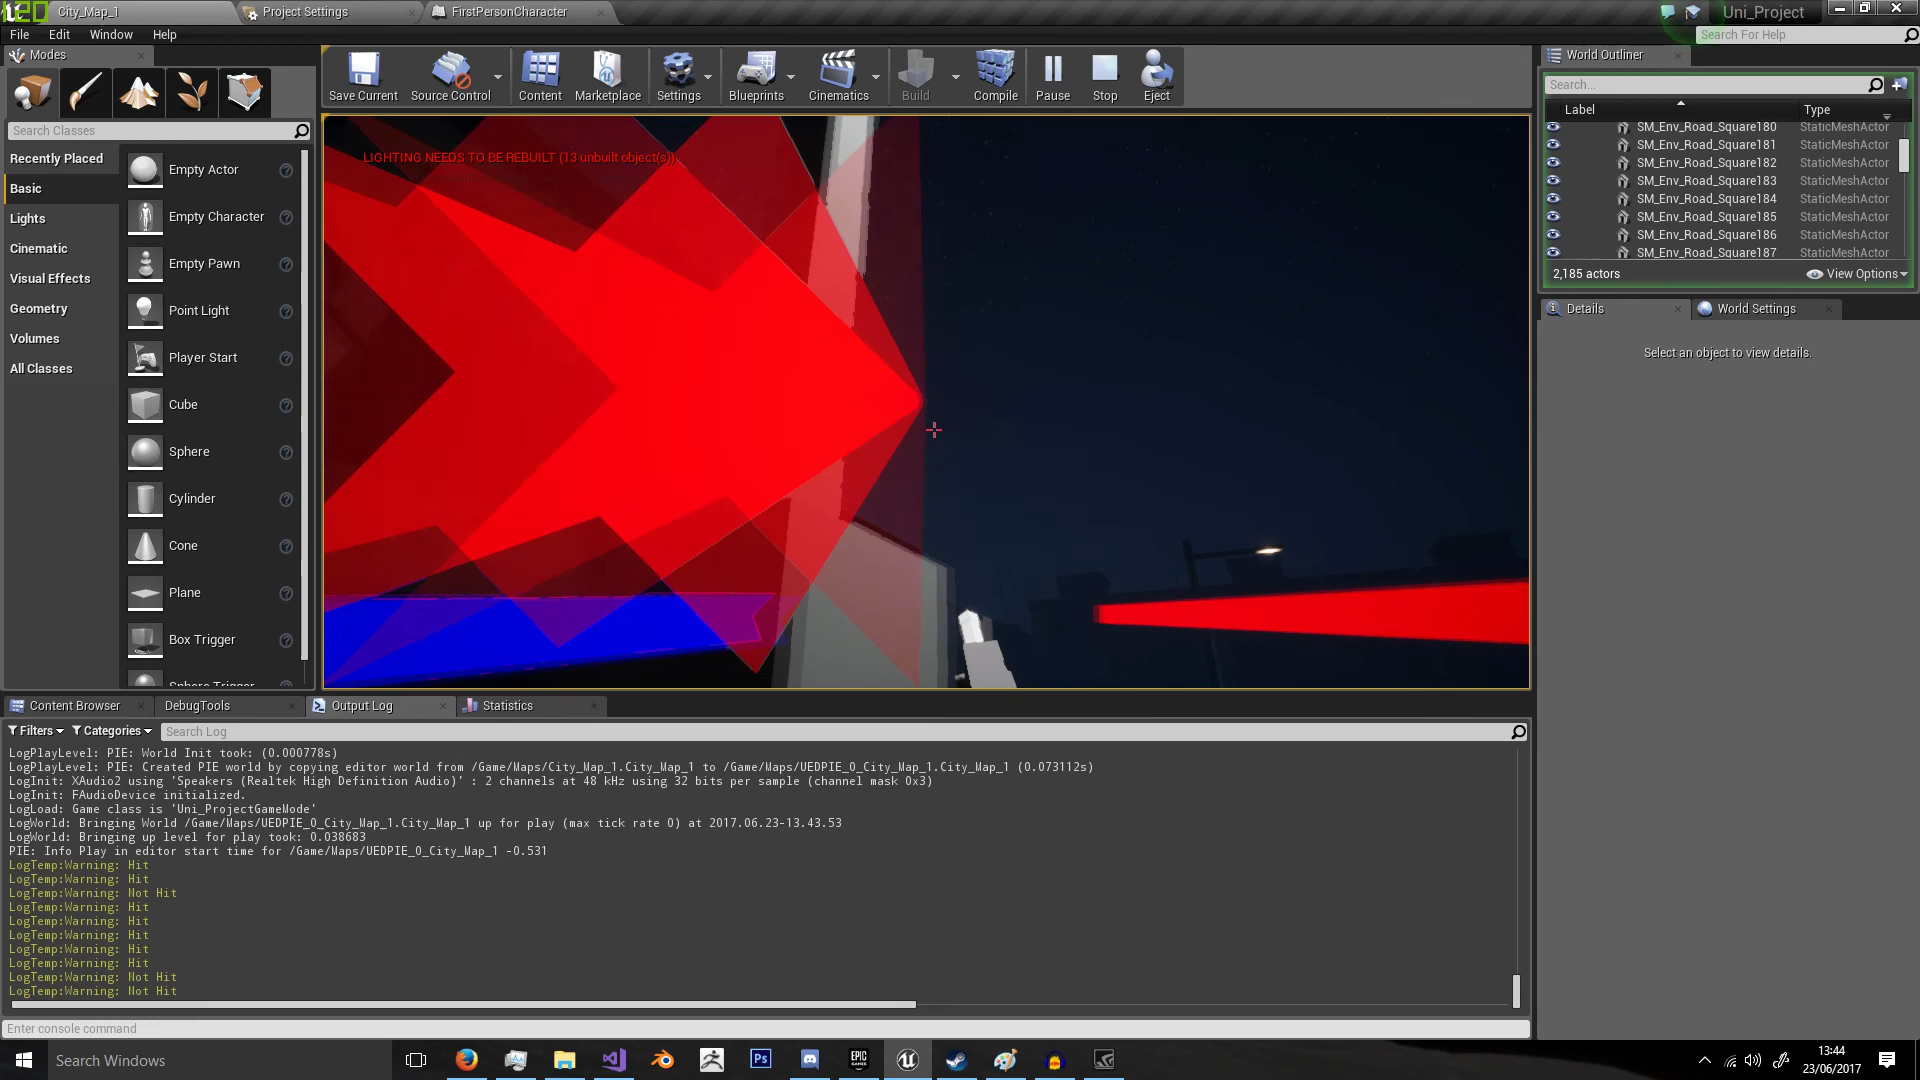 120
City_Map_1
Project Settings
FirstPersonCharacter
Uni_Project
File
Edit
Window
Help
Search For Help
Modes
Search Classes
Recently Placed
Basic
Lights
Cinematic
Visual Effects
Geometry
Volumes
All Classes
Empty Actor
Empty Character
Empty Pawn
Point Light
Player Start
Cube
Sphere
Cylinder
Cone
Plane
Box Trigger
Sphere Trigger
Save Current
Source Control
Content
Marketplace
Settings
Blueprints
Cinematics
Build
Compile
Pause
Stop
Eject
LIGHTING NEEDS TO BE REBUILT (13 unbuilt object(s))
World Outliner
Search...
Label
Type
SM_Env_Road_Square180 StaticMeshActor
SM_Env_Road_Square181 StaticMeshActor
SM_Env_Road_Square182 StaticMeshActor
SM_Env_Road_Square183 StaticMeshActor
SM_Env_Road_Square184 StaticMeshActor
SM_Env_Road_Square185 StaticMeshActor
SM_Env_Road_Square186 StaticMeshActor
SM_Env_Road_Square187 StaticMeshActor
2,185 actors
View Options
Details
World Settings
Select an object to view details.
Content Browser
DebugTools
Output Log
Statistics
Filters
Categories
Search Log
LogPlayLevel: PIE: World Init took: (0.000778s)
LogPlayLevel: PIE: Created PIE world by copying editor world from /Game/Maps/City_Map_1.City_Map_1 to /Game/Maps/UEDPIE_0_City_Map_1.City_Map_1 (0.073112s)
LogInit: XAudio2 using 'Speakers (Realtek High Definition Audio)' : 2 channels at 48 kHz using 32 bits per sample (channel mask 0x3)
LogInit: FAudioDevice initialized.
LogLoad: Game class is 'Uni_ProjectGameMode'
LogWorld: Bringing World /Game/Maps/UEDPIE_0_City_Map_1.City_Map_1 up for play (max tick rate 0) at 2017.06.23-13.43.53
LogWorld: Bringing up level for play took: 0.038683
PIE: Info Play in editor start time for /Game/Maps/UEDPIE_0_City_Map_1 -0.531
LogTemp:Warning: Hit
LogTemp:Warning: Hit
LogTemp:Warning: Not Hit
LogTemp:Warning: Hit
LogTemp:Warning: Hit
LogTemp:Warning: Hit
LogTemp:Warning: Hit
LogTemp:Warning: Hit
LogTemp:Warning: Not Hit
LogTemp:Warning: Not Hit
Enter console command
Search Windows
Ps
EPIC
GAMES
13:44
23/06/2017